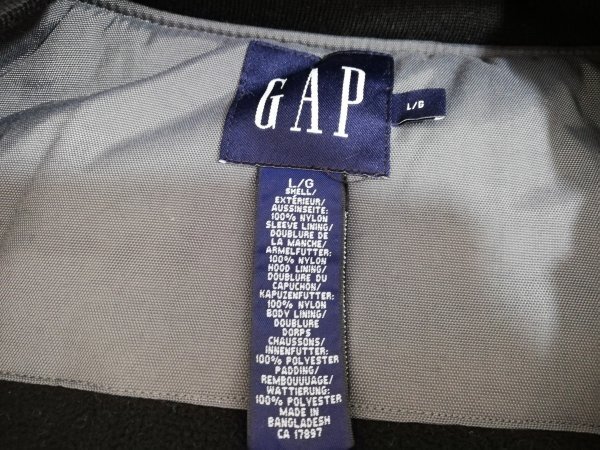 GAP
L/G
L/G
SHELL/
EXTÉRIEUR/
AUSSINSEITE:
100% NYLON
SLEEVE LINING/
DOUBLURE DE
LA MANCHE/
ARMELFUTTER:
100% NYLON
HOOD LINING/
DOUBLURE DU
CAPUCHON/
KAPUZENFUTTER:
100% NYLON
BODY LINING/
DOUBLURE
DORPS
CHAUSSONS/
INNENFUTTER:
100% POLYESTER
PADDING/
REMBOUUUAGE/
WATTIERUNG:
100% POLYESTER
MADE IN
BANGLADESH
CA 17897